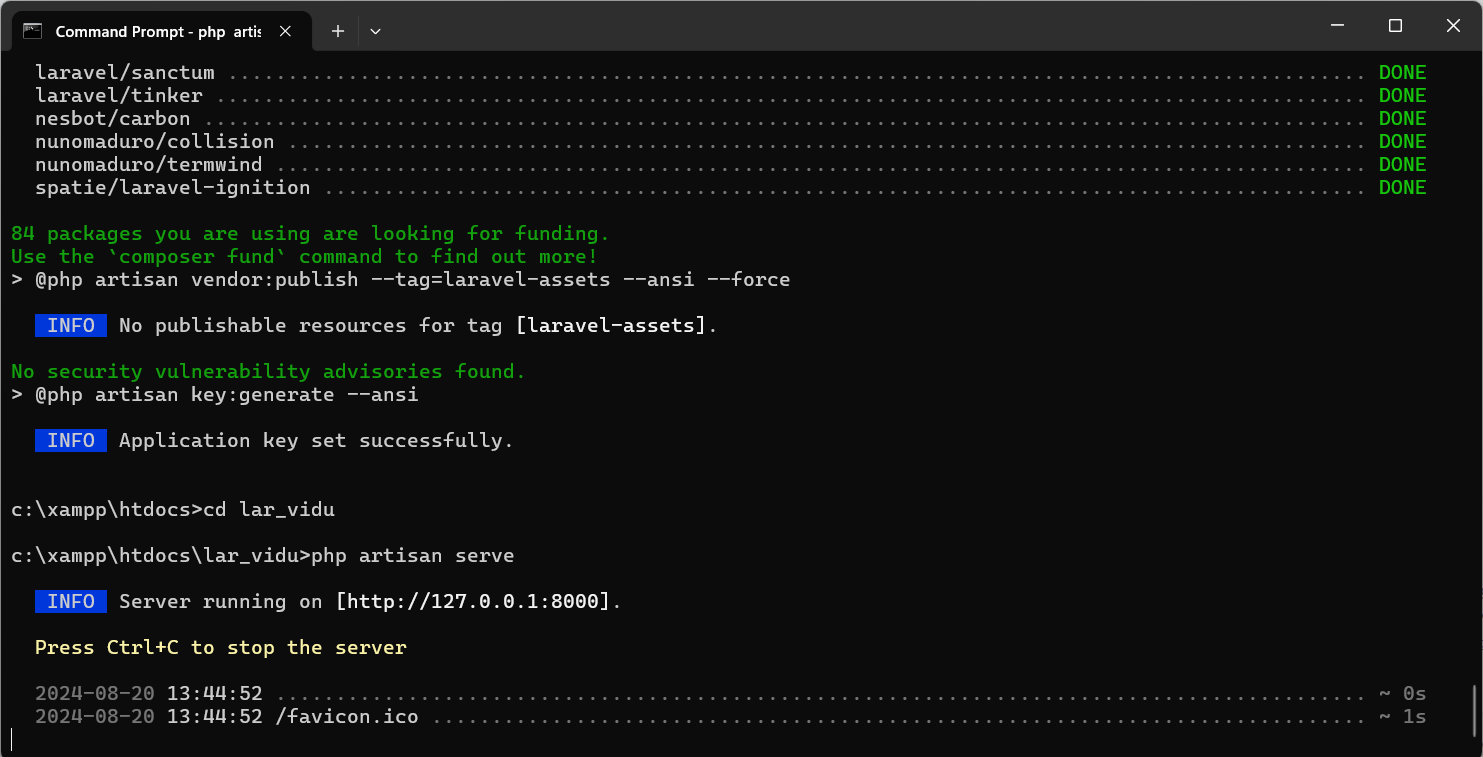 Command Prompt - php  artis
laravel/sanctum ............................................................................................... DONE
laravel/tinker ................................................................................................ DONE
nesbot/carbon ................................................................................................. DONE
nunomaduro/collision .......................................................................................... DONE
nunomaduro/termwind ........................................................................................... DONE
spatie/laravel-ignition ....................................................................................... DONE
84 packages you are using are looking for funding.
Use the `composer fund` command to find out more!
> @php artisan vendor:publish --tag=laravel-assets --ansi --force
INFO  No publishable resources for tag [laravel-assets].
No security vulnerability advisories found.
> @php artisan key:generate --ansi
INFO  Application key set successfully.
c:\xampp\htdocs>cd lar_vidu
c:\xampp\htdocs\lar_vidu>php artisan serve
INFO  Server running on [http://127.0.0.1:8000].
Press Ctrl+C to stop the server
2024-08-20 13:44:52 ........................................................................................... ~ 0s
2024-08-20 13:44:52 /favicon.ico .............................................................................. ~ 1s